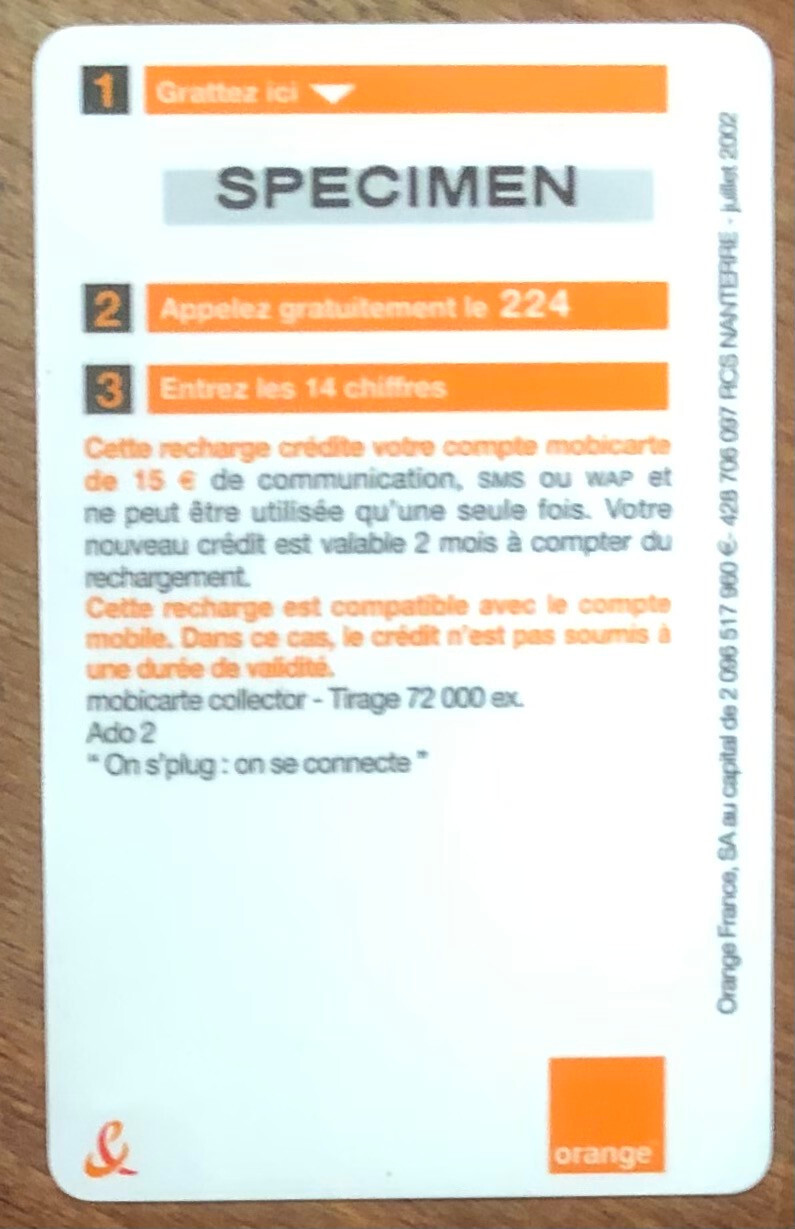 1 Grattez ici
SPECIMEN
2 Appelez gratuitement le 224
3 Entrez les 14 chiffres
Cette recharge crédite votre compte mobicarte
de 15 € de communication, SMS ou WAP et
ne peut être utilisée qu'une seule fois. Votre
nouveau crédit est valable 2 mois à compter du
rechargement.
Cette recharge est compatible avec le compte
mobile. Dans ce cas, le crédit n'est pas soumis à
une durée de validité.
mobicarte collector - Tirage 72 000 ex.
Ado 2
" On s'plug : on se connecte "
Orange France, SA au capital de 2 096 517 960 €- 428 706 097 RCS NANTERRE - juillet 2002
orange